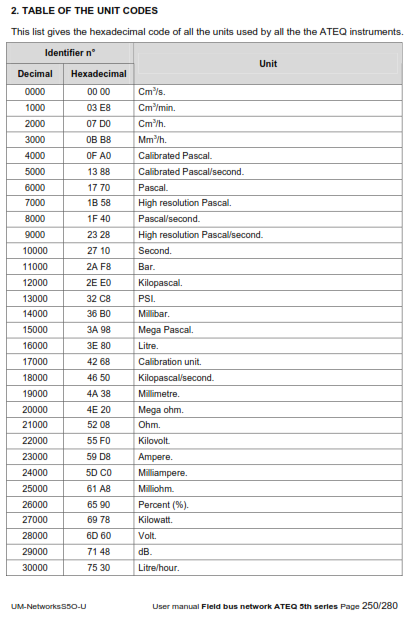 2. TABLE OF THE UNIT CODES
This list gives the hexadecimal code of all the units used by all the the ATEQ instruments.
Identifier n° Unit
Decimal Hexadecimal
0000 00 00 Cm³/s.
1000 03 E8 Cm³/min.
2000 07 D0 Cm³/h.
3000 0B B8 Mm³/h.
4000 0F A0 Calibrated Pascal.
5000 13 88 Calibrated Pascal/second.
6000 17 70 Pascal.
7000 1B 58 High resolution Pascal.
8000 1F 40 Pascal/second.
9000 23 28 High resolution Pascal/second.
10000 27 10 Second.
11000 2A F8 Bar.
12000 2E E0 Kilopascal.
13000 32 C8 PSI.
14000 36 B0 Millibar.
15000 3A 98 Mega Pascal.
16000 3E 80 Litre.
17000 42 68 Calibration unit.
18000 46 50 Kilopascal/second.
19000 4A 38 Millimetre.
20000 4E 20 Mega ohm.
21000 52 08 Ohm.
22000 55 F0 Kilovolt.
23000 59 D8 Ampere.
24000 5D C0 Milliampere.
25000 61 A8 Milliohm.
26000 65 90 Percent (%).
27000 69 78 Kilowatt.
28000 6D 60 Volt.
29000 71 48 dB.
30000 75 30 Litre/hour.
UM-NetworksS5O-U User manual Field bus network ATEQ 5th series Page 250/280